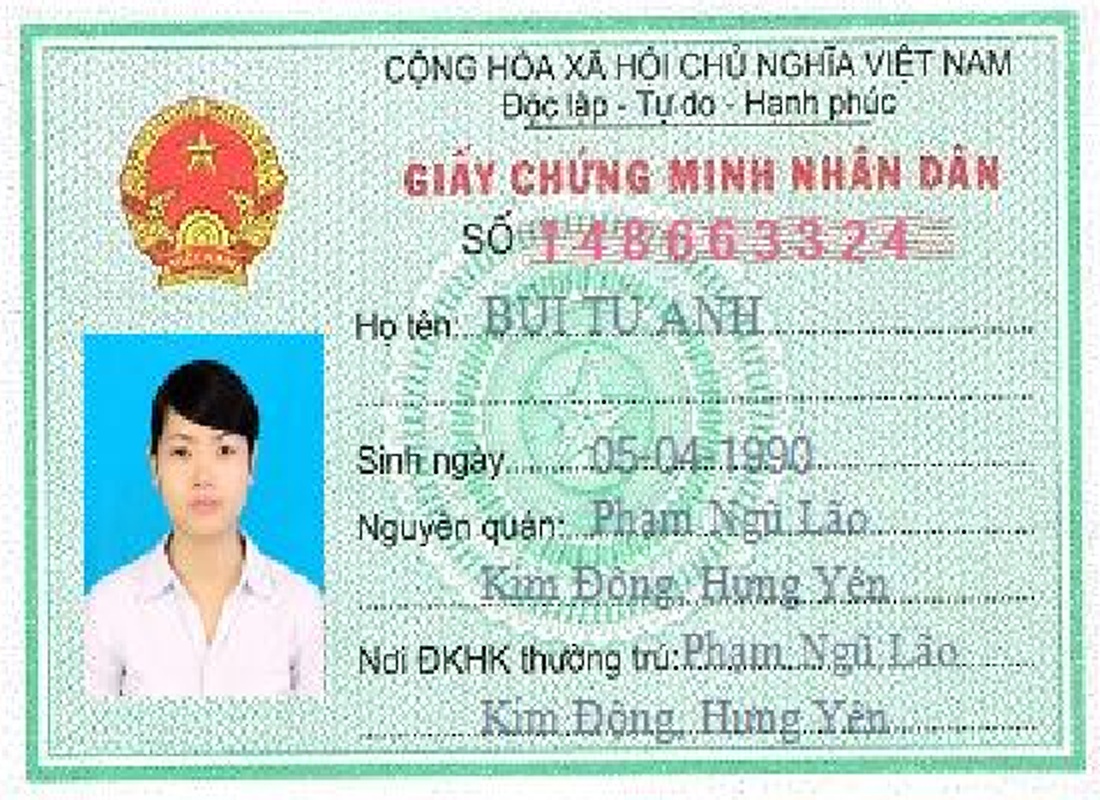 CỘNG HÒA XÃ HỘI CHỦ NGHĨA VIỆT NAM
Độc lập - Tự do - Hạnh phúc
GIẤY CHỨNG MINH NHÂN DÂN
SỐ 148663324
Họ tên: BÙI TÚ ANH
Sinh ngày 05-04-1990
Nguyên quán: Phạm Ngũ Lão
Kim Động, Hưng Yên
Nơi ĐKHK thường trú: Phạm Ngũ Lão
Kim Động, Hưng Yên